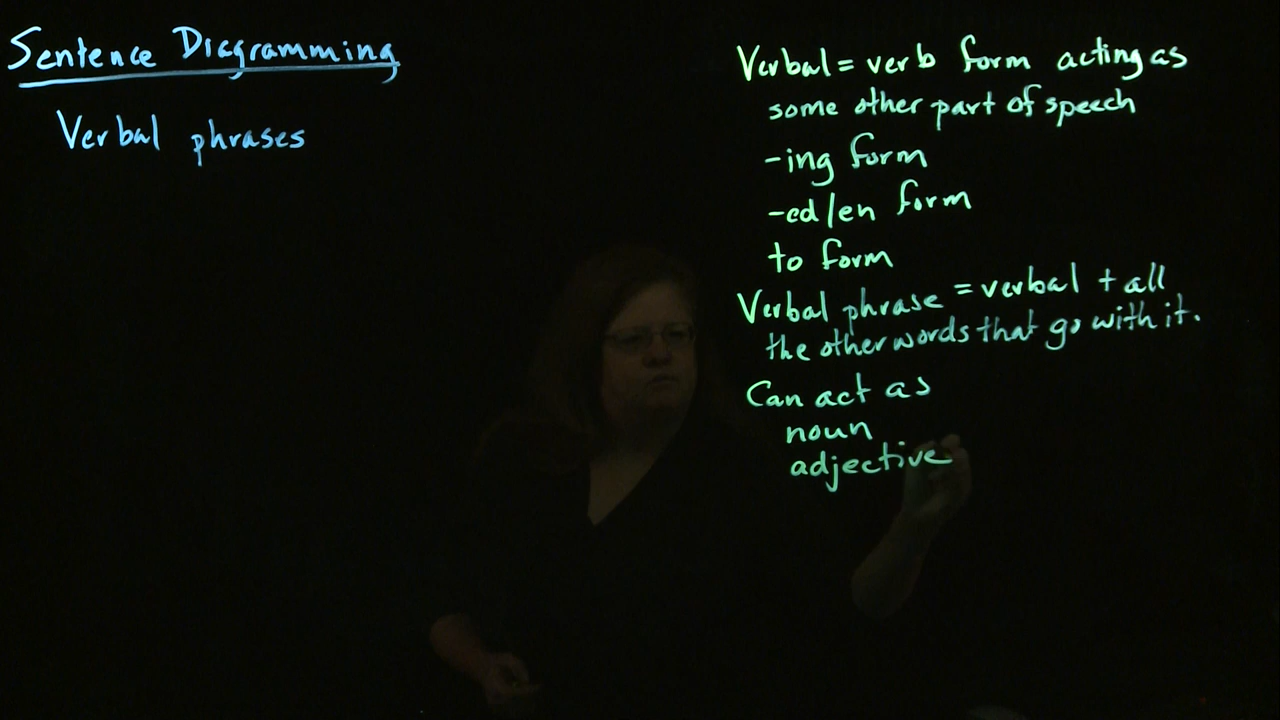 Sentence Diagramming
Verbal phrases
Verbal = verb form acting as
some other part of speech
-ing form
-ed/en form
to form
Verbal phrase = verbal + all
the other words that go with it.
Can act as
noun
adjective